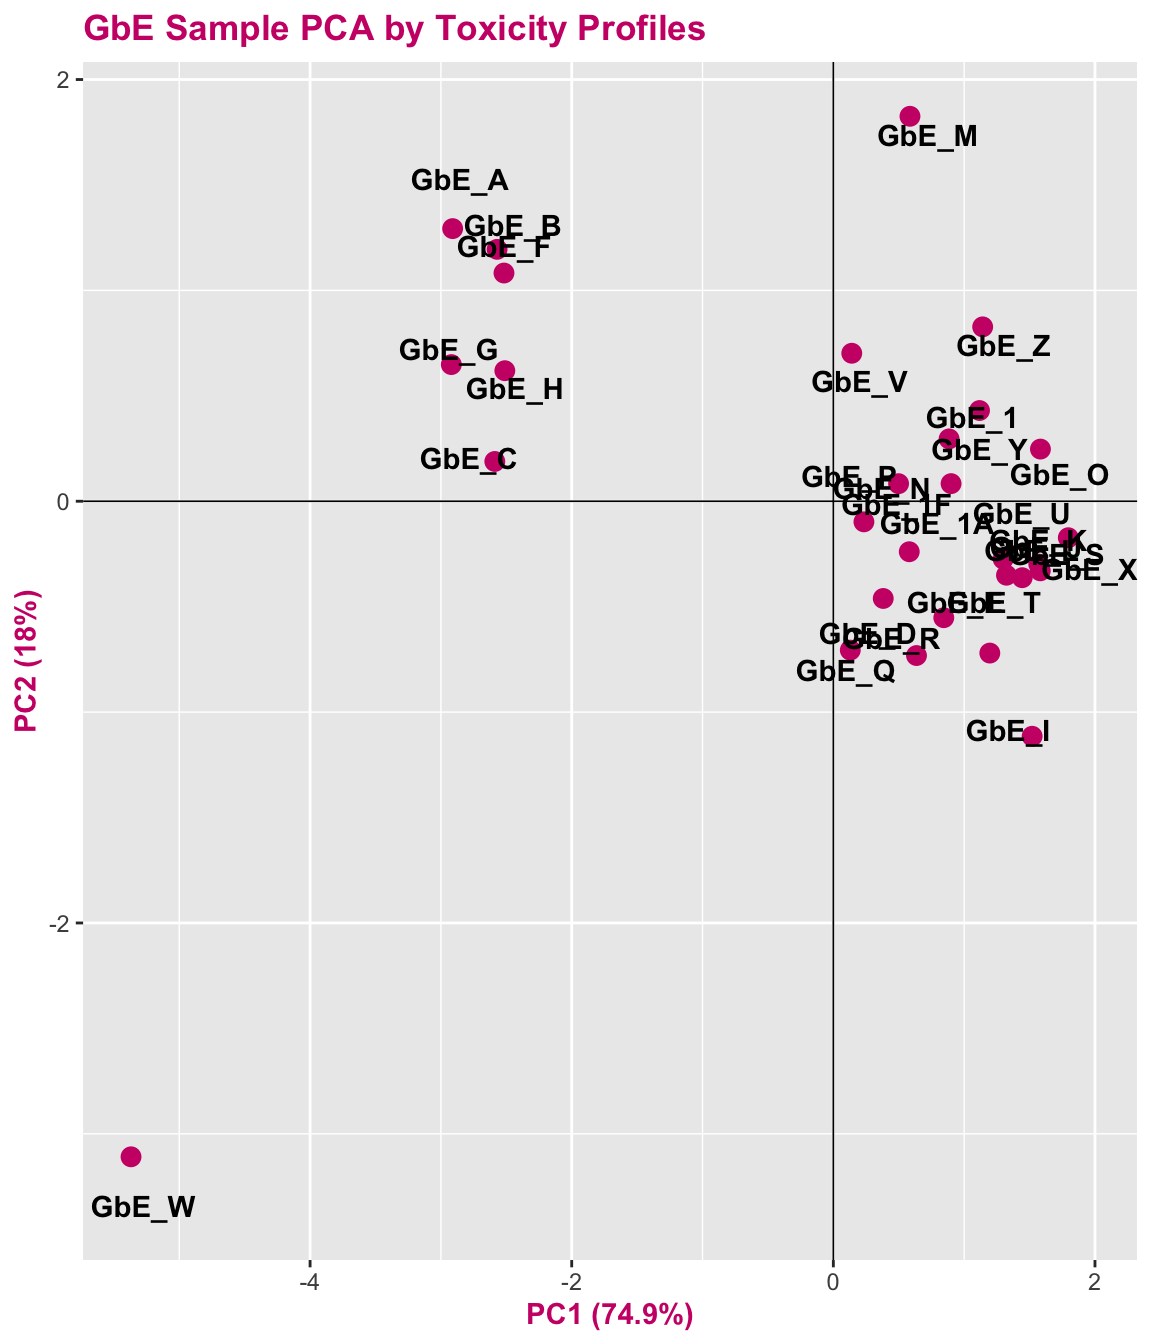 GbE Sample PCA by Toxicity Profiles
2
GbE_M
GbE_A
GbE_B
GbE_F
GbE_Z
GbE_G
GbE_V
GbE_H
GbE_1
GbE_Y
GbE_C
GbE_O
GbE_P
GbE_N
0
GbE_1F
GbE_U
GbE_1A
GbE_K
GbE_S
GbE_X
GbE_T
GbE_D
GbE_R
GbE_Q
GbE_I
-2
GbE_W
-4
-2
0
2
PC1 (74.9%)
PC2 (18%)